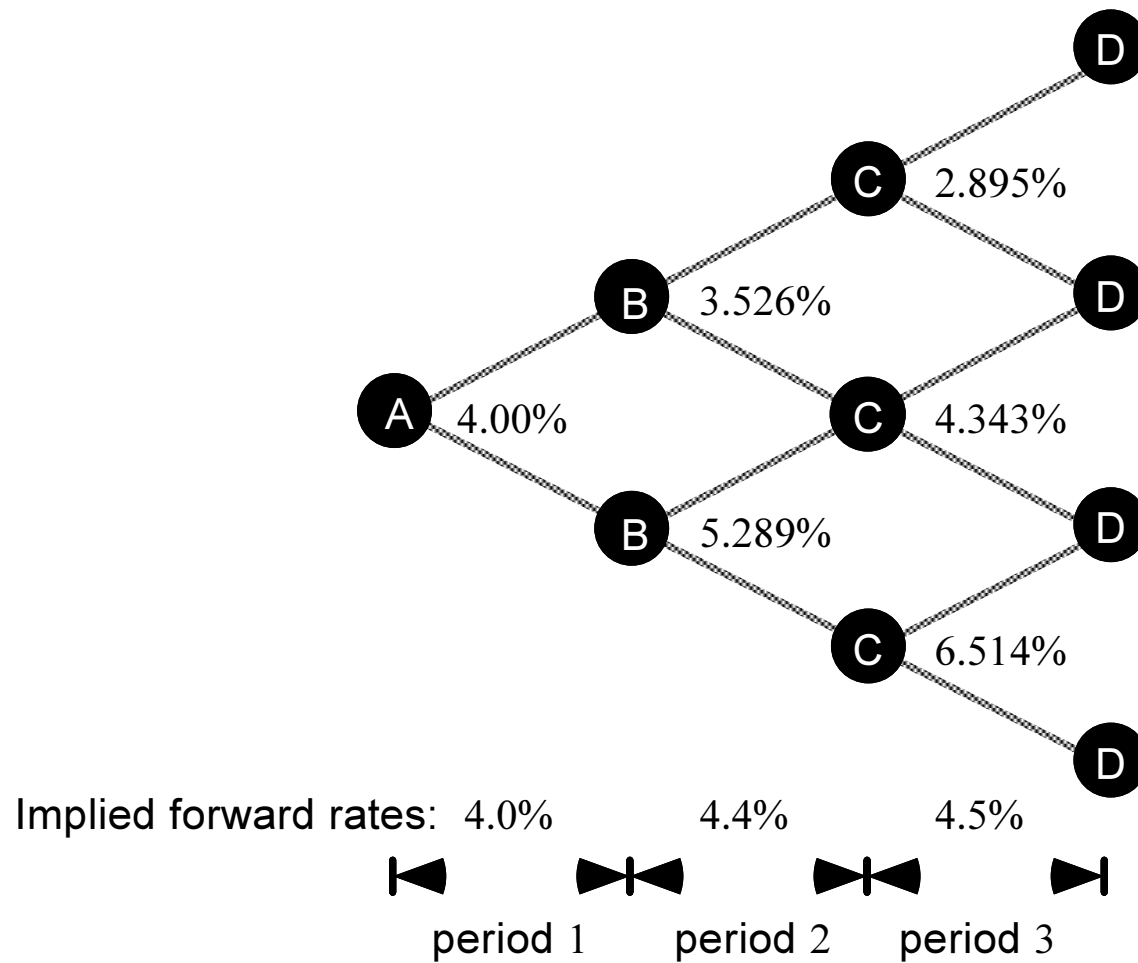 D
C 2.895%
B 3.526% D
A 4.00% C 4.343%
B 5.289% D
C 6.514%
D
Implied forward rates: 4.0% 4.4% 4.5%
period 1 period 2 period 3